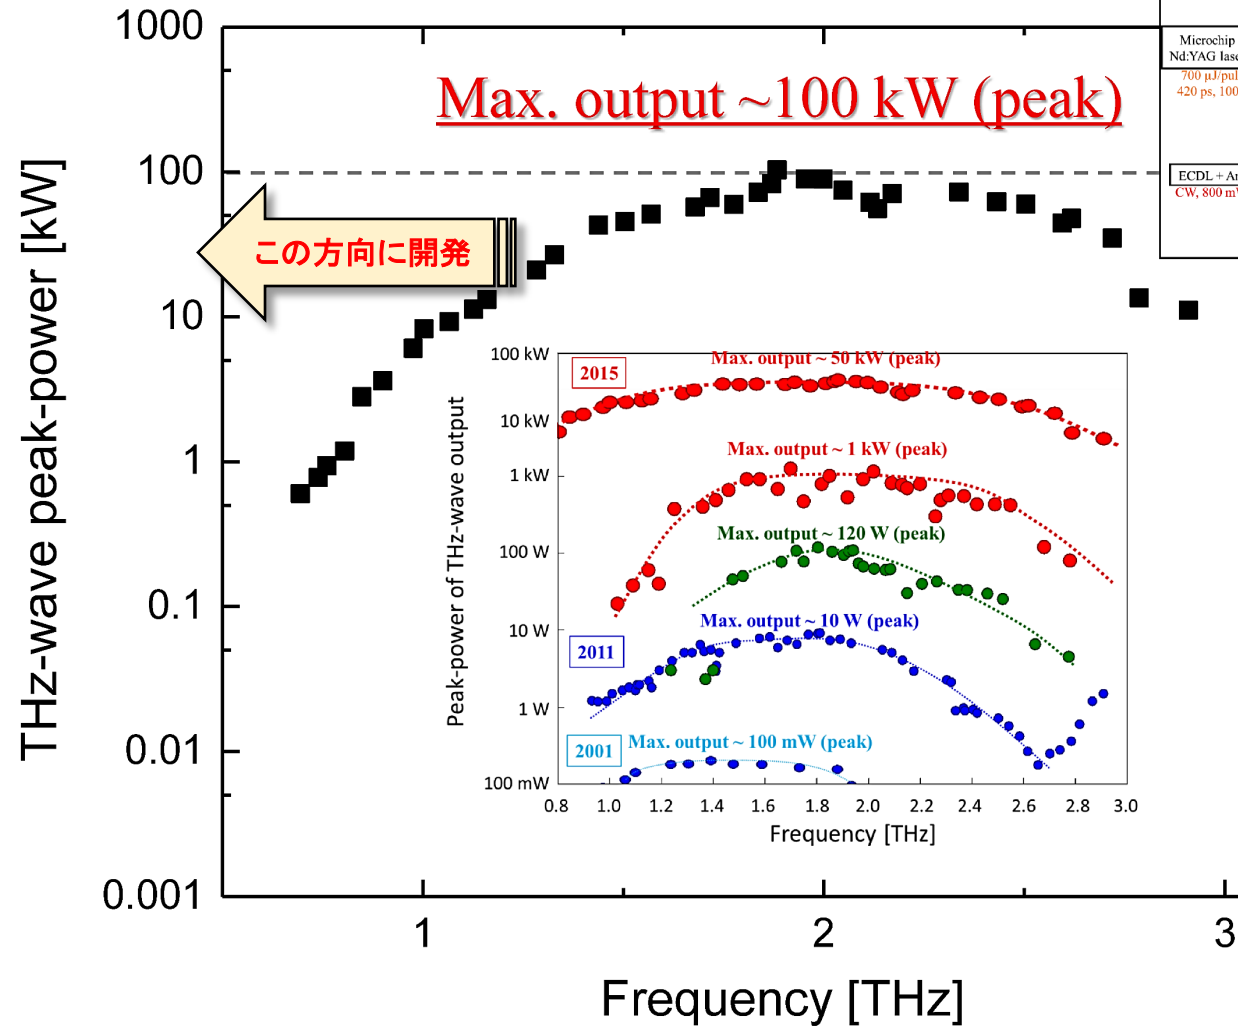 1000
100
10
1
0.1
0.01
0.001
THz-wave peak-power [kW]
Max. output ~100 kW (peak)
この方向に開発
Microchip
Nd:YAG
420 ps, 100
ECDL +
CW, 800
100 kW
10 kW
1 kW
100 W
10 W
1 W
100 mW
Peak-power of THz-wave output
2015
Max. output ~ 50 kW (peak)
Max. output ~ 1 kW (peak)
Max. output ~ 120 W (peak)
Max. output ~ 10 W (peak)
2011
2001
Max. output ~ 100 mW (peak)
0.8 1.0 1.2 1.4 1.6 1.8 2.0 2.2 2.4 2.6 2.8 3.0
Frequency [THz]
1 2 3
Frequency [THz]